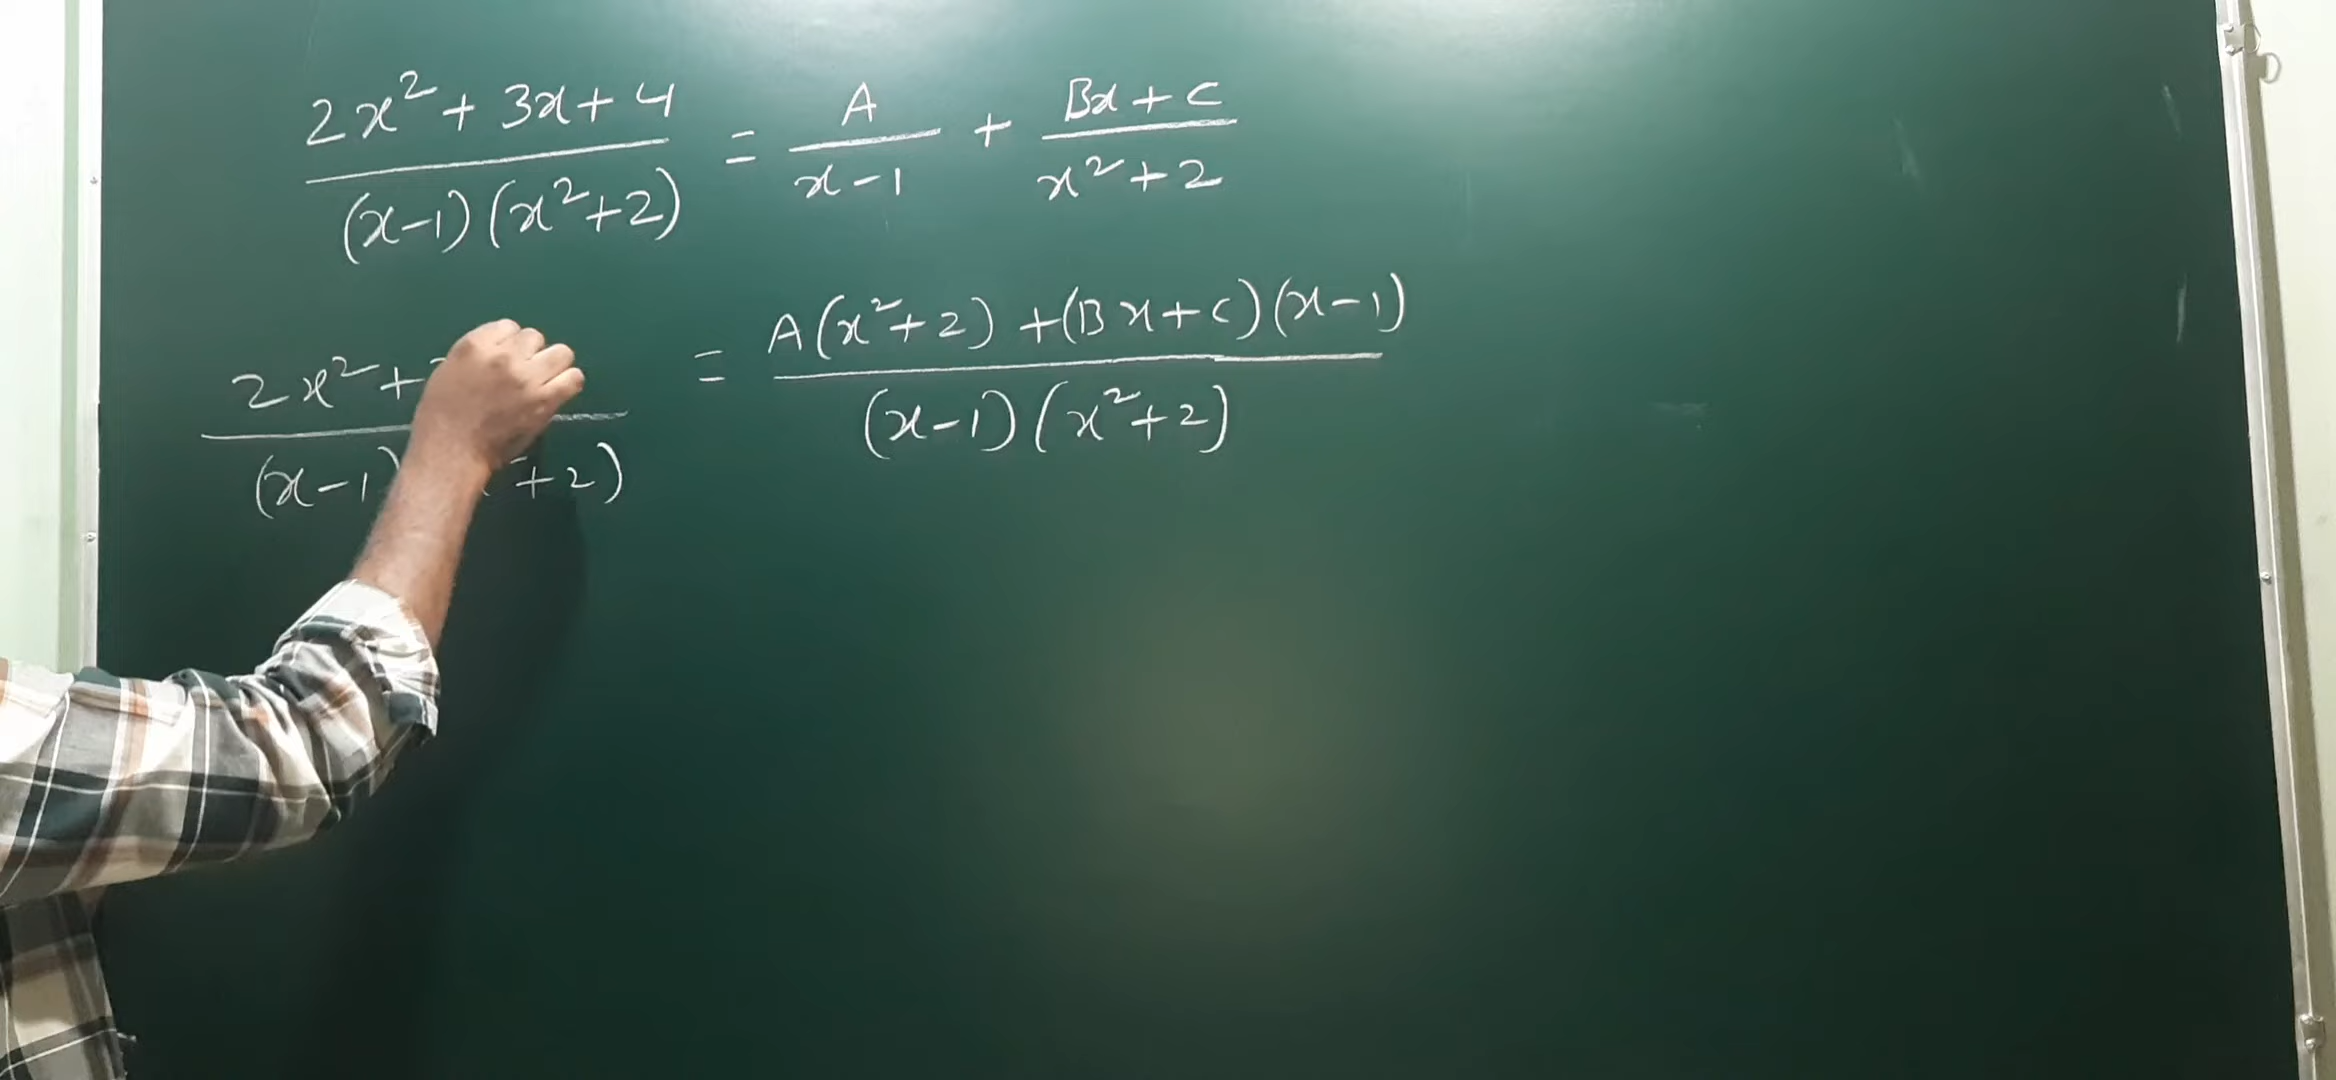 2x² + 3x + 4 / (x-1)(x²+2) = A / x-1 + Bx + C / x²+2
2x² + / (x-1) +2) = A(x²+2) + (Bx+C)(x-1) / (x-1)(x²+2)